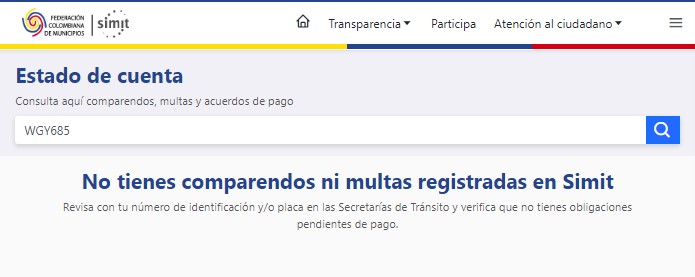 FEDERACIÓN
COLOMBIANA
DE MUNICIPIOS
simit
Transparencia
Participa
Atención al ciudadano
Estado de cuenta
Consulta aquí comparendos, multas y acuerdos de pago
WGY685
No tienes comparendos ni multas registradas en Simit
Revisa con tu número de identificación y/o placa en las Secretarías de Tránsito y verifica que no tienes obligaciones
pendientes de pago.